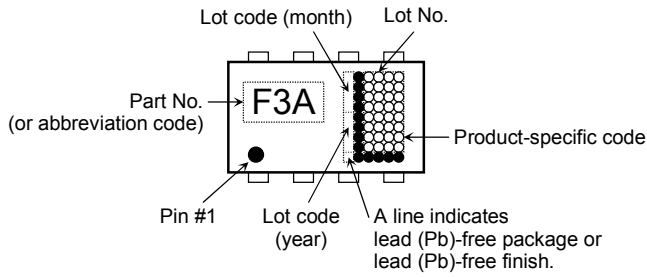 Lot code (month)
Lot No.
Part No.
(or abbreviation code)
F3A
Product-specific code
Pin #1
Lot code
(year)
A line indicates
lead (Pb)-free package or
lead (Pb)-free finish.